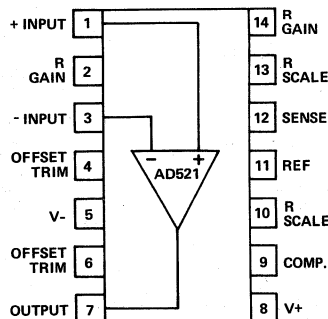 + INPUT 1
14 R
GAIN
R
GAIN 2
13 R
SCALE
- INPUT 3
12 SENSE
OFFSET
TRIM 4
- +
AD521
11 REF
V- 5
10 R
SCALE
OFFSET
TRIM 6
9 COMP.
OUTPUT 7
8 V+